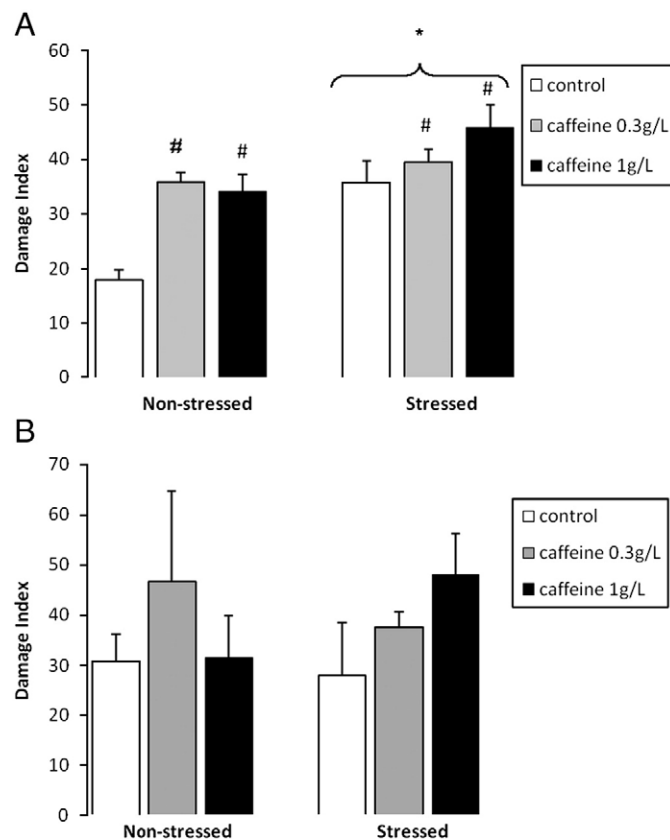 A
60
50
40
30
20
10
0
Damage Index
#
#
*
#
#
Non-stressed
Stressed
control
caffeine 0.3g/L
caffeine 1g/L
B
70
60
50
40
30
20
10
0
Damage Index
Non-stressed
Stressed
control
caffeine 0.3g/L
caffeine 1g/L